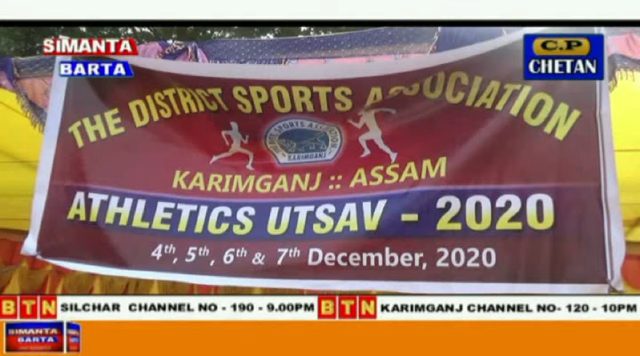 SIMANTA
BARTA
C.P
CHETAN
THE DISTRICT SPORTS ASSOCIATION
KARIMGANJ
KARIMGANJ :: ASSAM
ATHLETICS UTSAV - 2020
4th, 5th, 6th & 7th December, 2020
BTN SILCHAR CHANNEL NO - 190 - 9.00PM BTN KARIMGANJ CHANNEL NO- 120 - 10PM
SIMANTA
BARTA